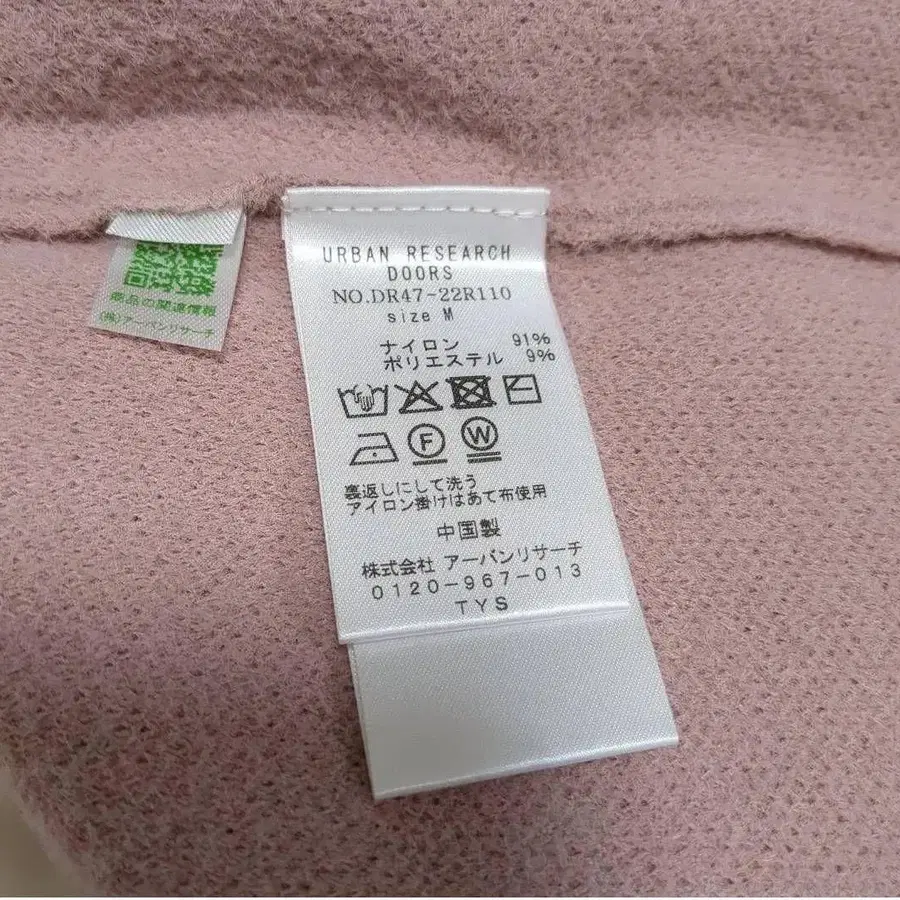 URBAN RESEARCH
DOORS
NO.DR47-22R110
size M
ナイロン 91%
ポリエステル 9%
F W
裏返しにして洗う
アイロン掛けはあて布使用
中国製
株式会社 アーバンリサーチ
0120-967-013
TYS
商品の関連情報
(株)アーバンリサーチ